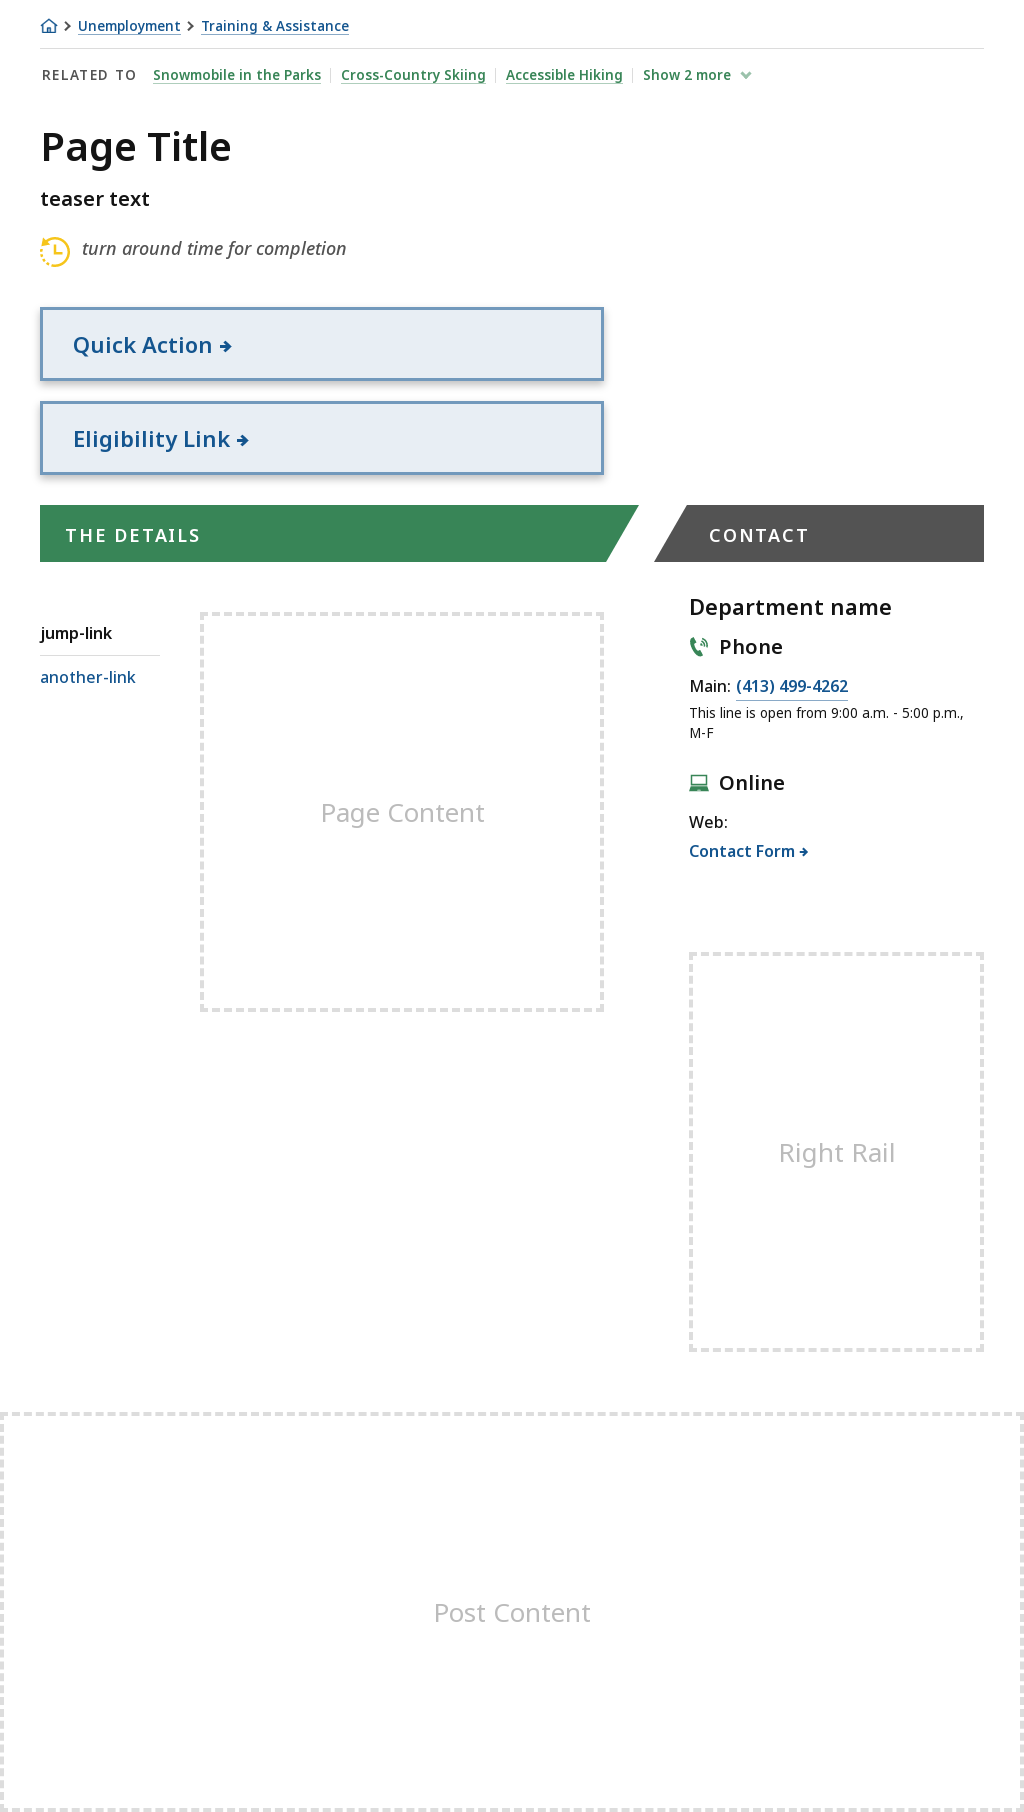 Unemployment Training & Assistance
RELATED TO Snowmobile in the Parks Cross-Country Skiing Accessible Hiking Show 2 more
Page Title
teaser text
turn around time for completion
Quick Action
Eligibility Link
THE DETAILS
jump-link
another-link
Page Content
CONTACT
Department name
Phone
Main: (413) 499-4262
This line is open from 9:00 a.m. - 5:00 p.m.,
M-F
Online
Web:
Contact Form
Right Rail
Post Content